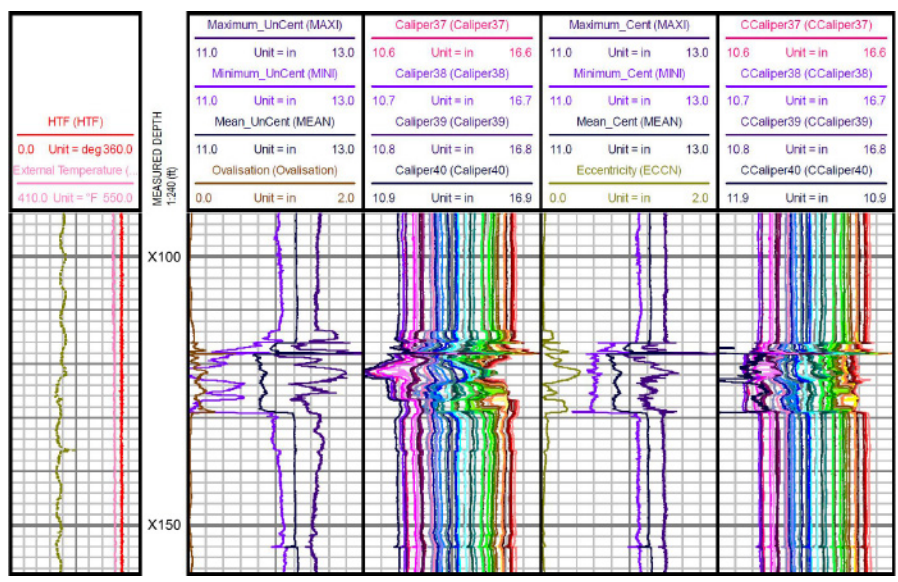 HTF (HTF)
0.0 Unit = deg 360.0
External Temperature (...
410.0 Unit = °F 550.0
MEASURED DEPTH
1:240 (ft)
Maximum_UnCent (MAXI)
11.0 Unit = in 13.0
Minimum_UnCent (MINI)
11.0 Unit = in 13.0
Mean_UnCent (MEAN)
11.0 Unit = in 13.0
Ovalisation (Ovalisation)
0.0 Unit = in 2.0
Caliper37 (Caliper37)
10.6 Unit = in 16.6
Caliper38 (Caliper38)
10.7 Unit = in 16.7
Caliper39 (Caliper39)
10.8 Unit = in 16.8
Caliper40 (Caliper40)
10.9 Unit = in 16.9
Maximum_Cent (MAXI)
11.0 Unit = in 13.0
Minimum_Cent (MINI)
11.0 Unit = in 13.0
Mean_Cent (MEAN)
11.0 Unit = in 13.0
Eccentricity (ECCN)
0.0 Unit = in 2.0
CCaliper37 (CCaliper37)
10.6 Unit = in 16.6
CCaliper38 (CCaliper38)
10.7 Unit = in 16.7
CCaliper39 (CCaliper39)
10.8 Unit = in 16.8
CCaliper40 (CCaliper40)
11.9 Unit = in 10.9
X100
X150